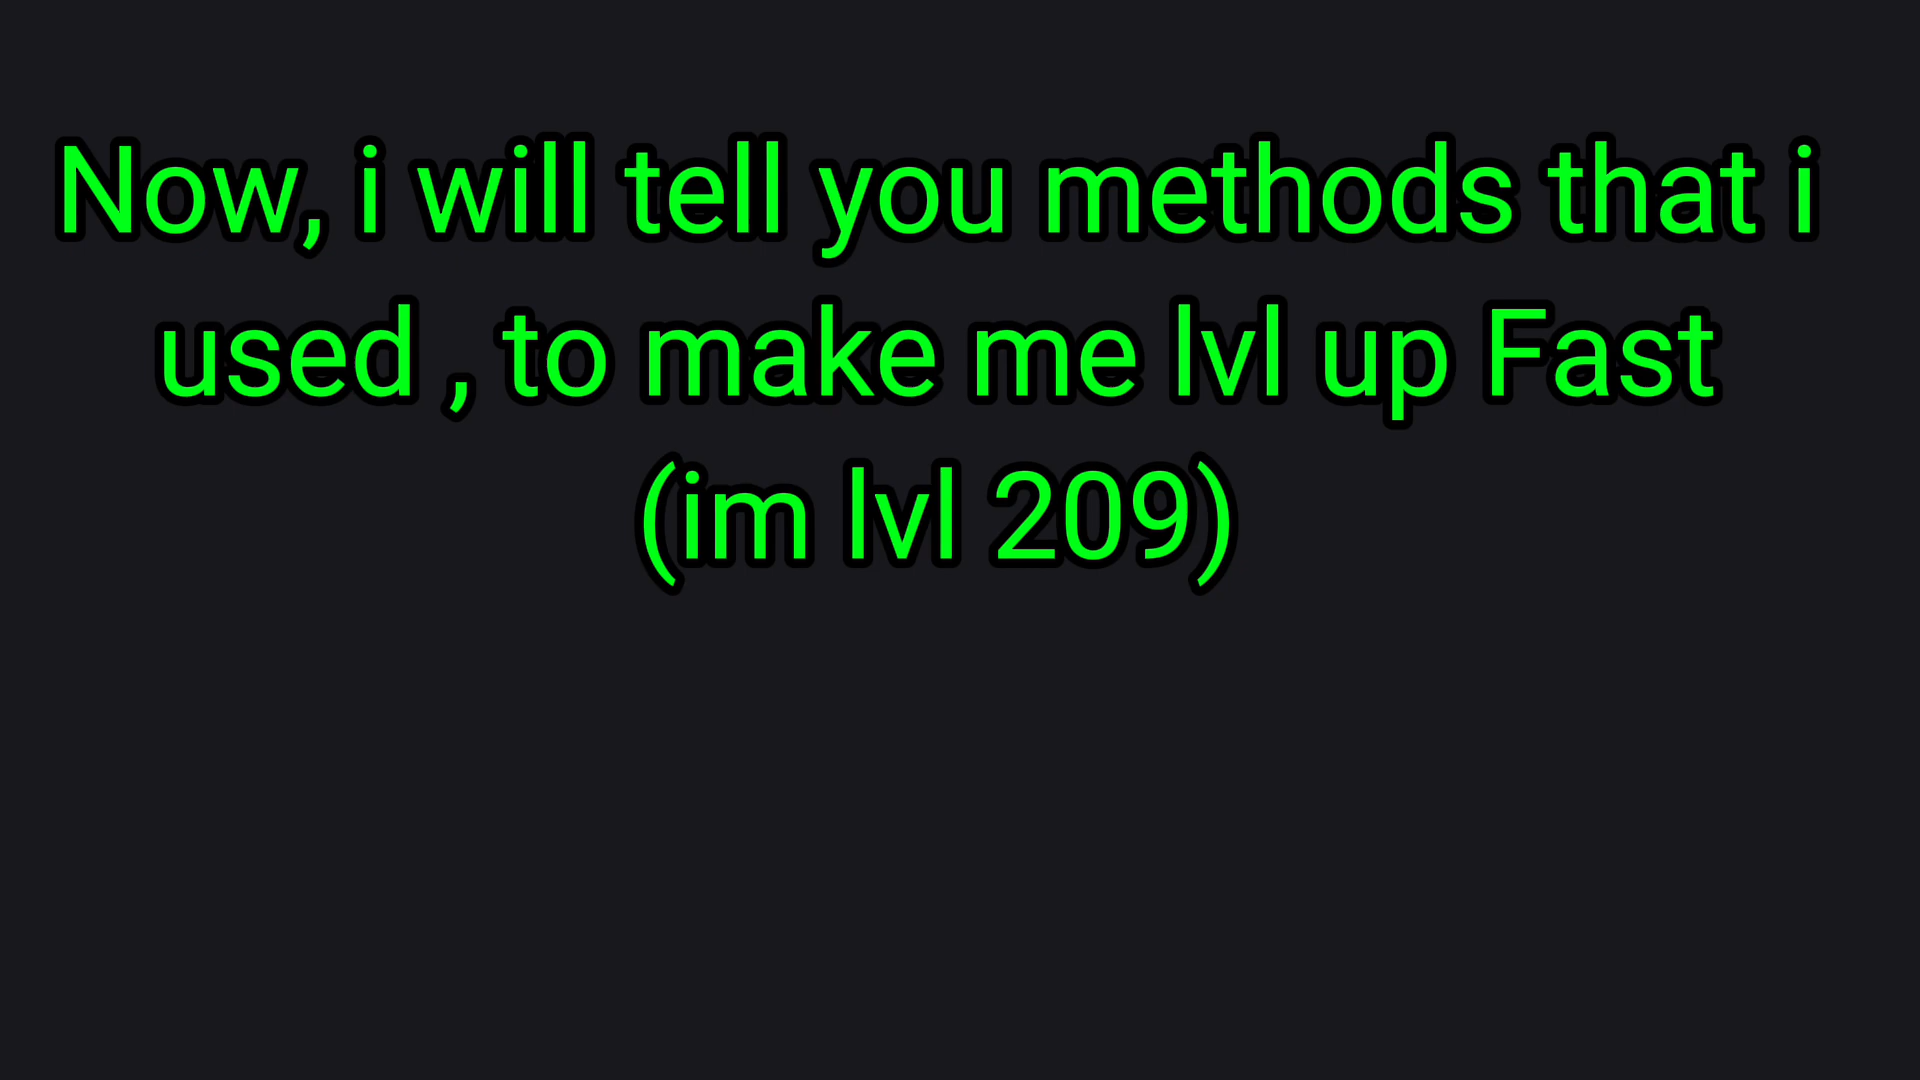 Now, i will tell you methods that i
used , to make me lvl up Fast
(im lvl 209)